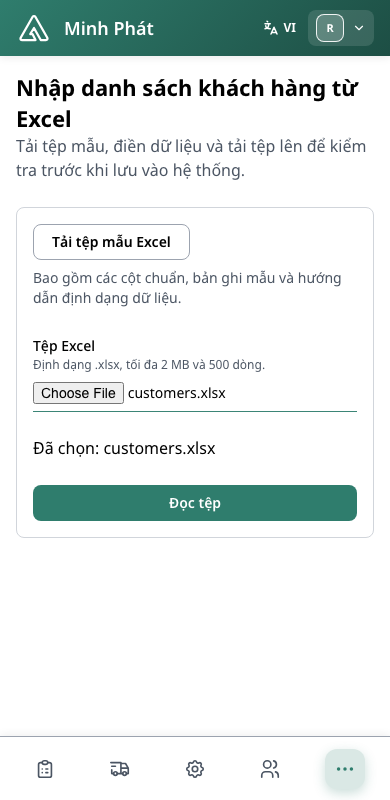 Minh Phát
VI
R
Nhập danh sách khách hàng từ
Excel
Tải tệp mẫu, điền dữ liệu và tải tệp lên để kiểm
tra trước khi lưu vào hệ thống.
Tải tệp mẫu Excel
Bao gồm các cột chuẩn, bản ghi mẫu và hướng
dẫn định dạng dữ liệu.
Tệp Excel
Định dạng .xlsx, tối đa 2 MB và 500 dòng.
Choose File customers.xlsx
Đã chọn: customers.xlsx
Đọc tệp